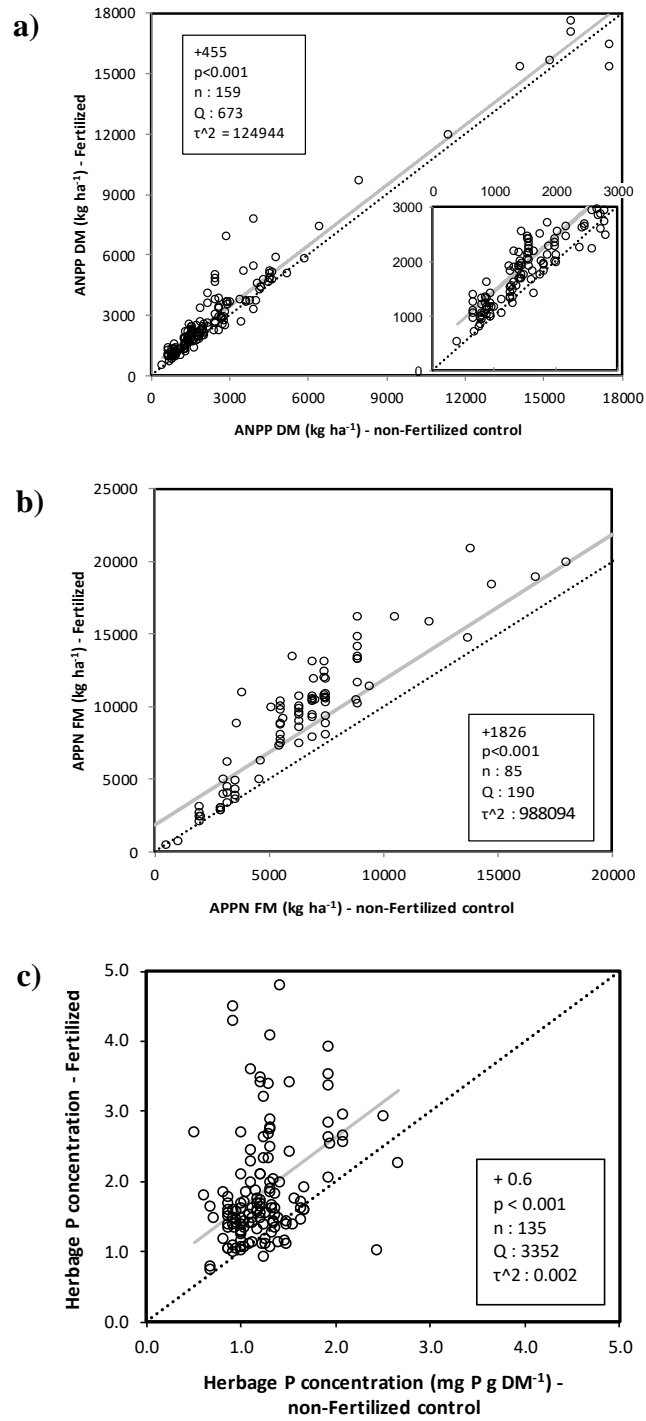 a)
+455
p<0.001
n : 159
Q : 673
τ^2 = 124944
18000
15000
12000
9000
6000
3000
0
ANPP DM (kg ha⁻¹) - Fertilized
0 1000 2000 3000
3000
2000
1000
0
0 3000 6000 9000 12000 15000 18000
ANPP DM (kg ha⁻¹) - non-Fertilized control
b)
25000
20000
15000
10000
5000
0
APPN FM (kg ha⁻¹) - Fertilized
+1826
p<0.001
n : 85
Q : 190
τ^2 : 988094
0 5000 10000 15000 20000
APPN FM (kg ha⁻¹) - non-Fertilized control
c)
5.0
4.0
3.0
2.0
1.0
0.0
Herbage P concentration - Fertilized
+ 0.6
p < 0.001
n : 135
Q : 3352
τ^2 : 0.002
0.0 1.0 2.0 3.0 4.0 5.0
Herbage P concentration (mg P g DM⁻¹) -
non-Fertilized control